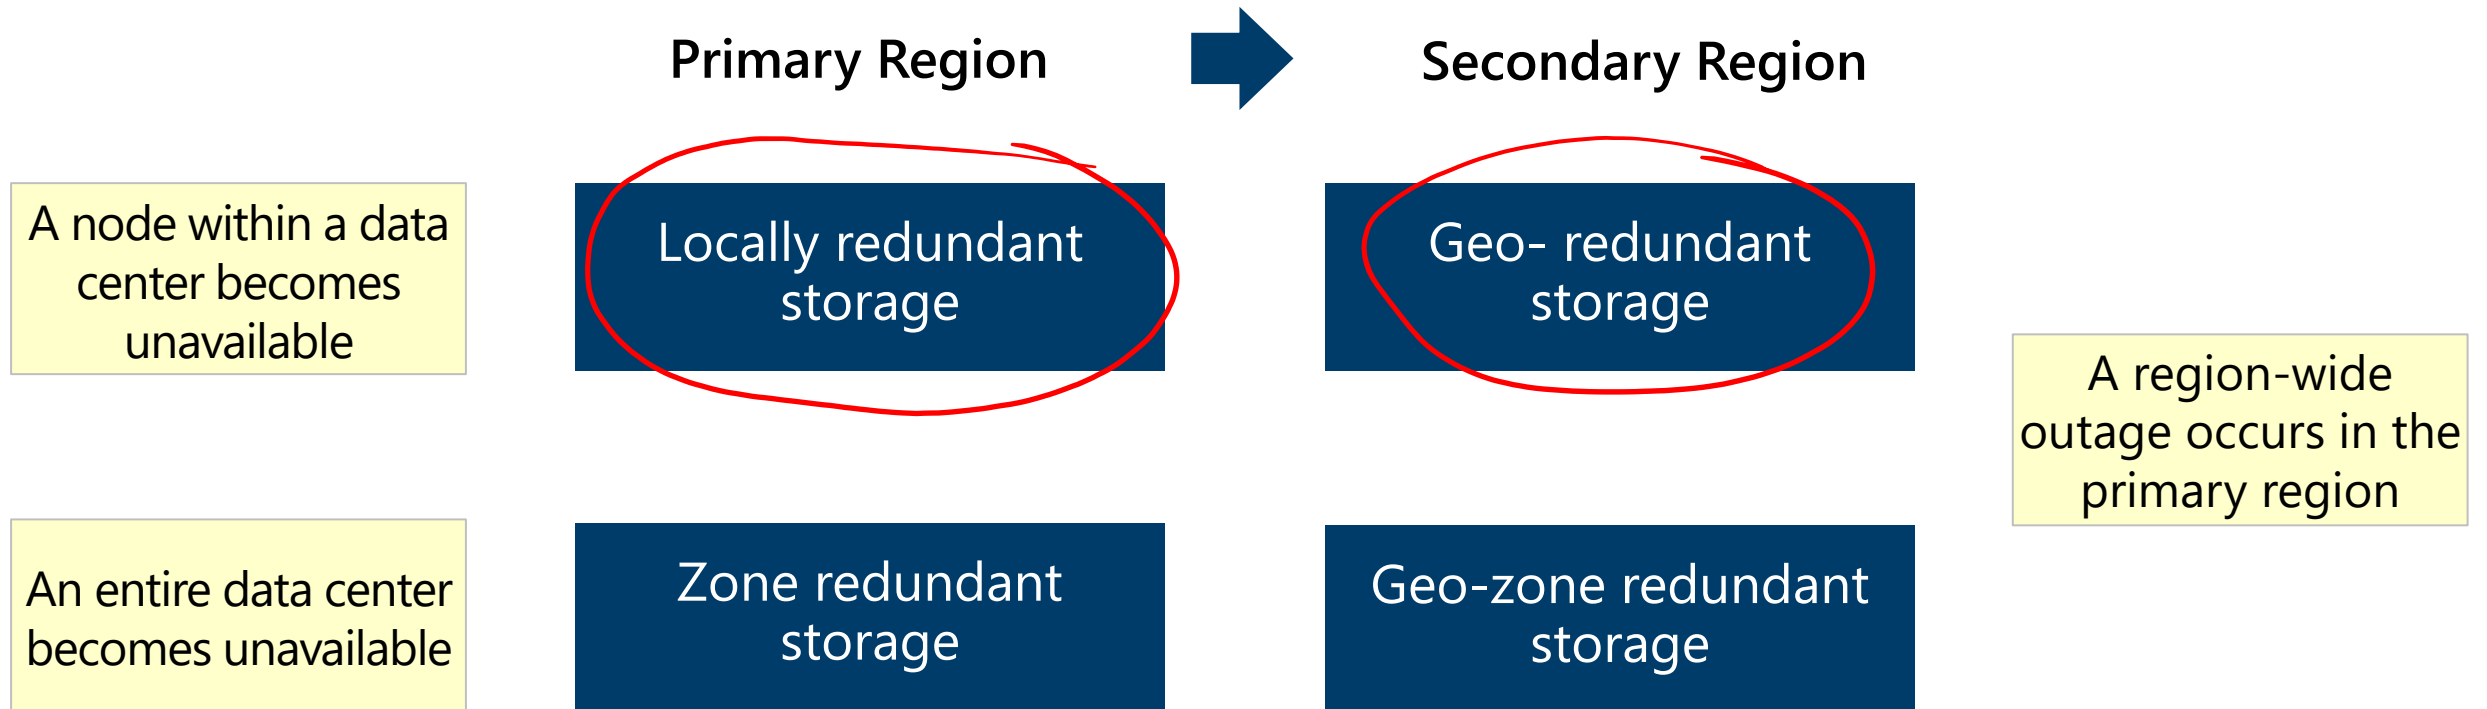 Primary Region
Secondary Region
A node within a data
center becomes
unavailable
Locally redundant
storage
Geo- redundant
storage
A region-wide
outage occurs in the
primary region
An entire data center
becomes unavailable
Zone redundant
storage
Geo-zone redundant
storage